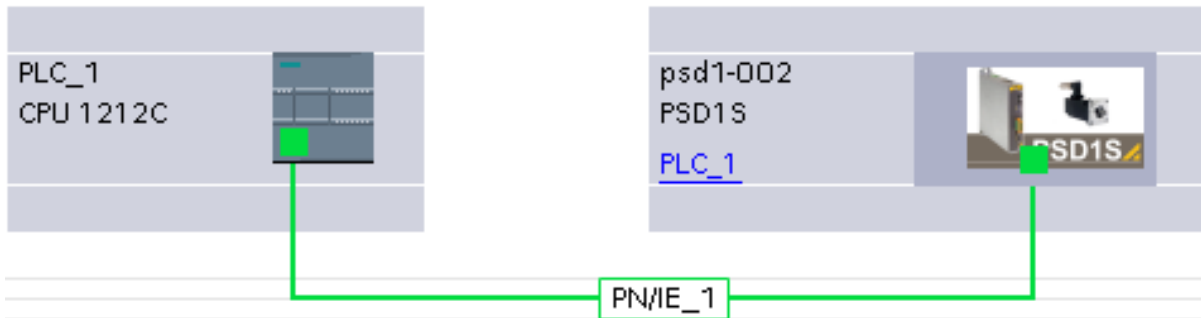 PLC_1
CPU 1212C
psd1-002
PSD1S
PLC_1
PSD1S
PN/IE_1